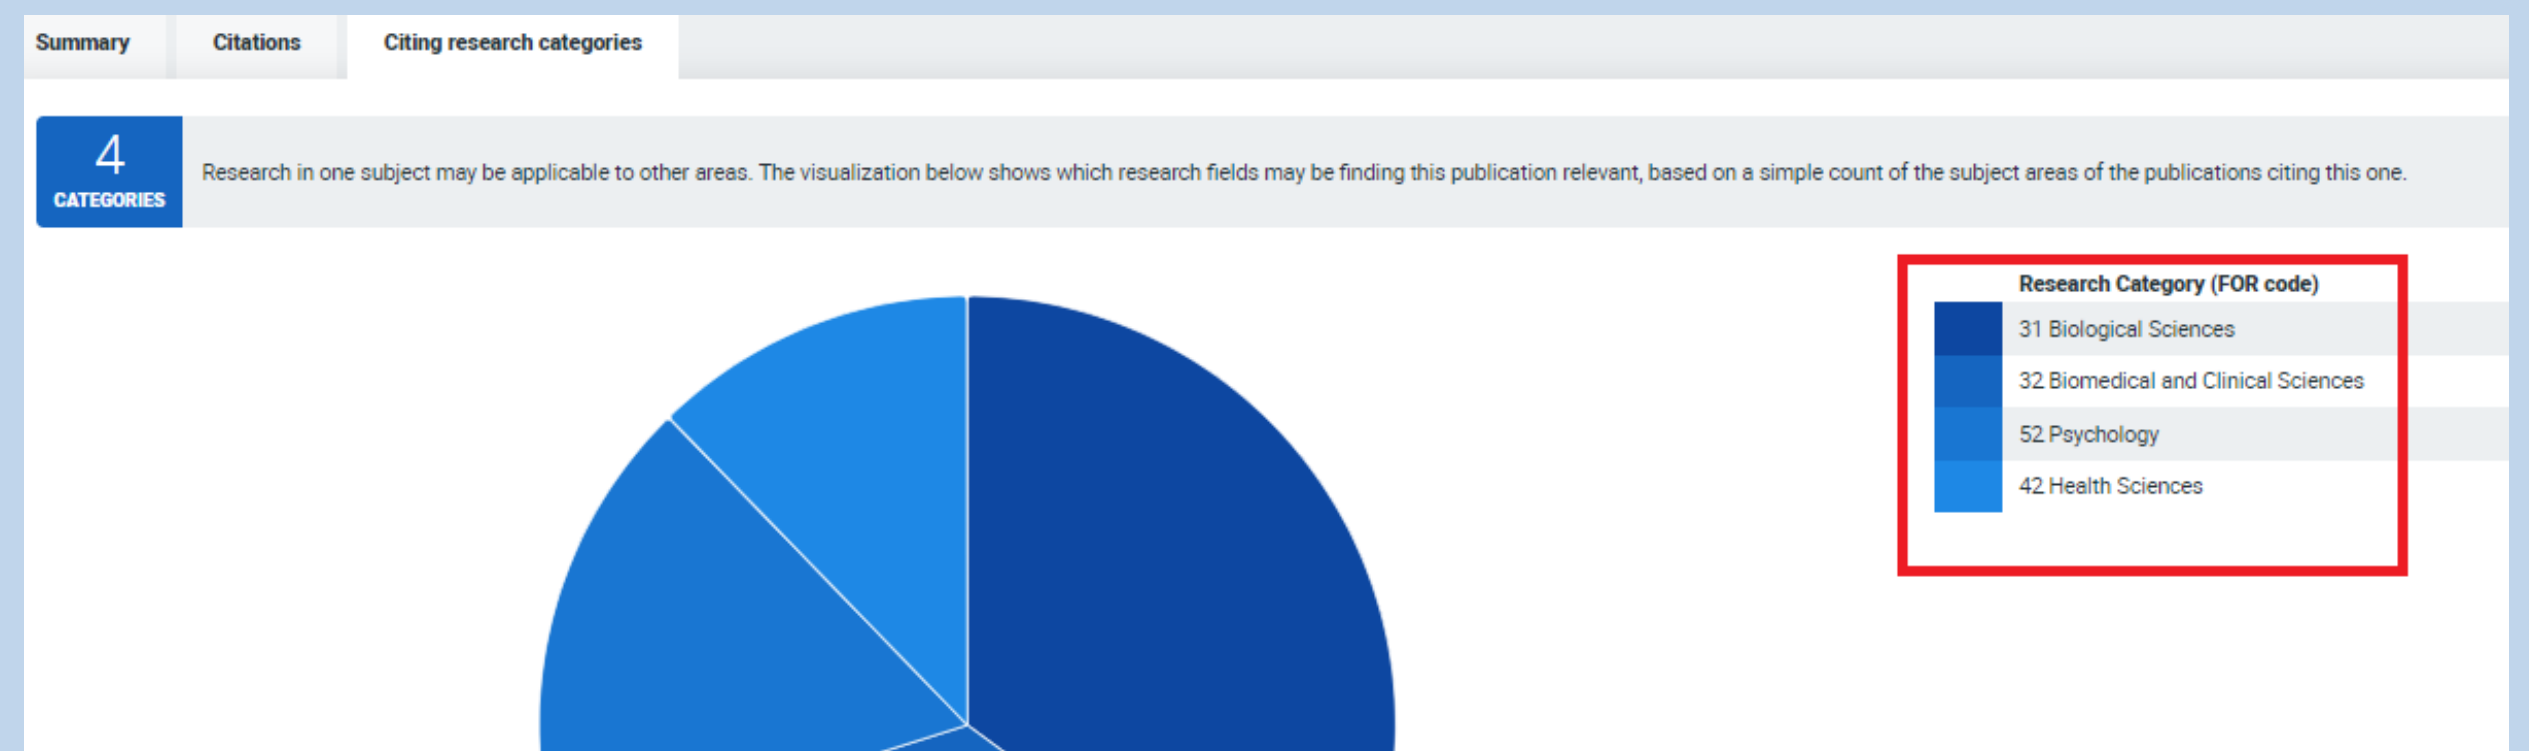 Summary
Citations
Citing research categories
4
CATEGORIES
Research in one subject may be applicable to other areas. The visualization below shows which research fields may be finding this publication relevant, based on a simple count of the subject areas of the publications citing this one.
Research Category (FOR code)
31 Biological Sciences
32 Biomedical and Clinical Sciences
52 Psychology
42 Health Sciences